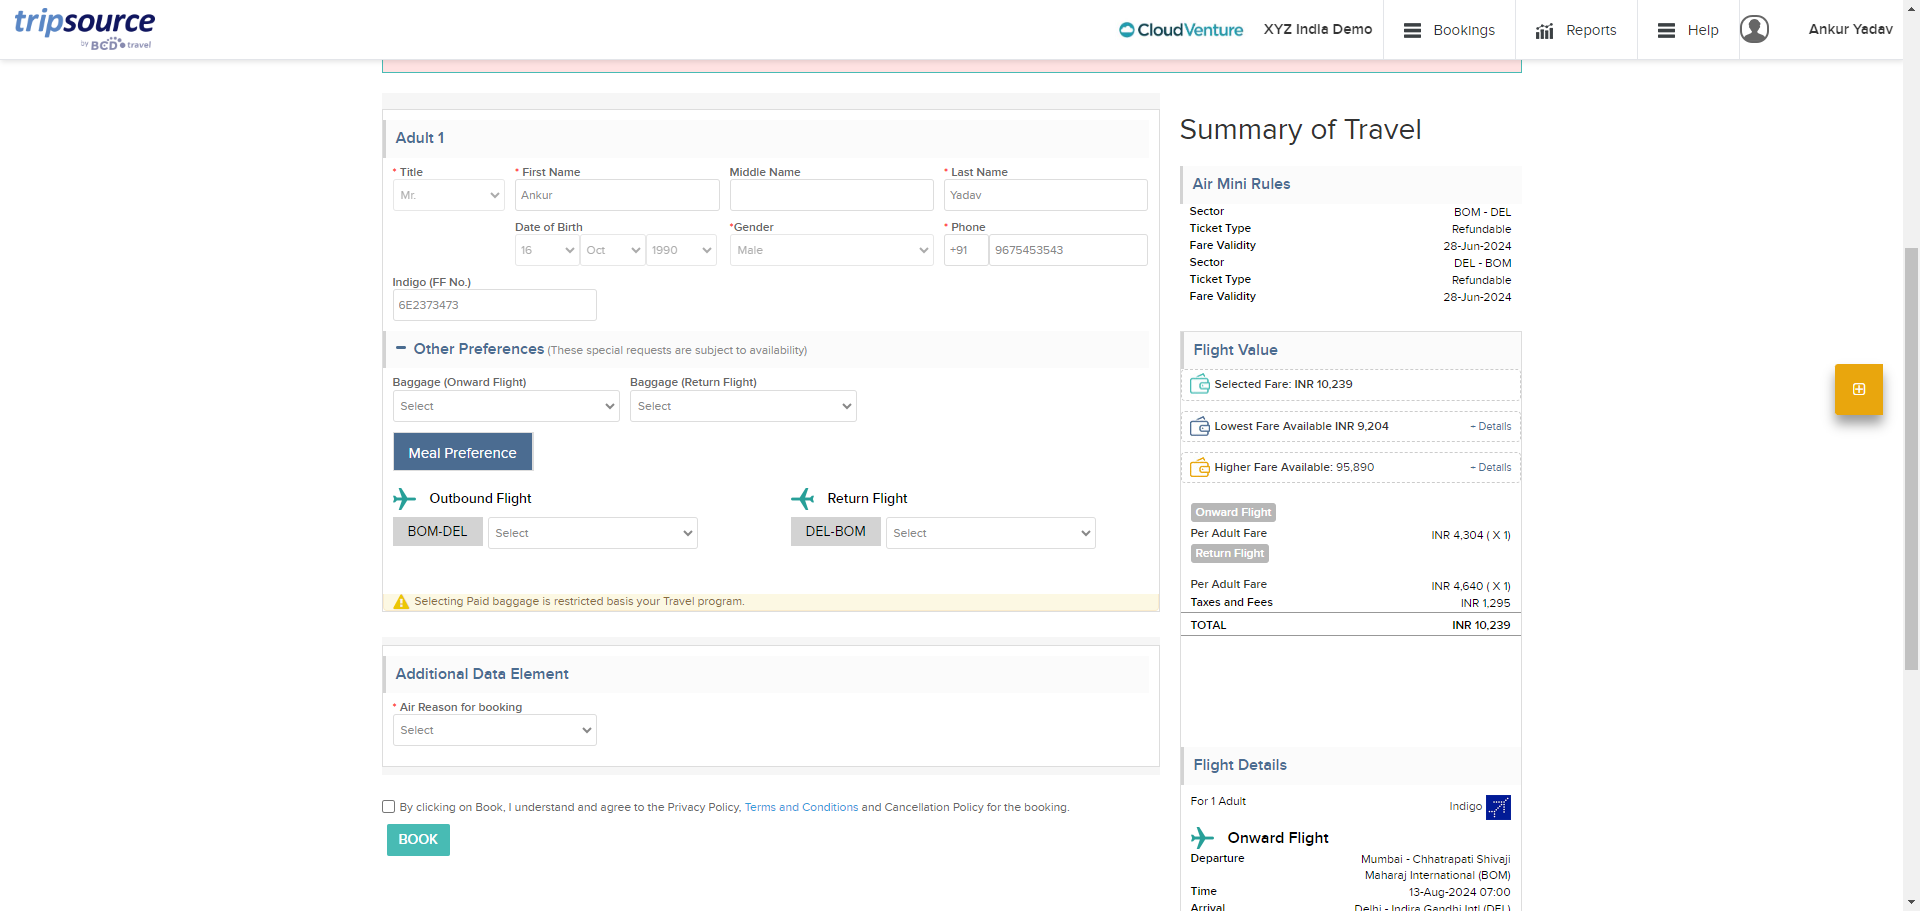 tripsource
by BCD travel
CloudVenture
XYZ India Demo
Bookings
Reports
Help
Ankur Yadav
Adult 1
* Title
* First Name
Middle Name
* Last Name
Mr.
Ankur
Yadav
Date of Birth
*Gender
* Phone
16
Oct
1990
Male
+91
9675453543
Indigo (FF No.)
6E2373473
Other Preferences (These special requests are subject to availability)
Baggage (Onward Flight)
Baggage (Return Flight)
Select
Select
Meal Preference
Outbound Flight
Return Flight
BOM-DEL
Select
DEL-BOM
Select
Selecting Paid baggage is restricted basis your Travel program.
Additional Data Element
* Air Reason for booking
Select
By clicking on Book, I understand and agree to the Privacy Policy, Terms and Conditions and Cancellation Policy for the booking.
BOOK
Summary of Travel
Air Mini Rules
Sector BOM - DEL
Ticket Type Refundable
Fare Validity 28-Jun-2024
Sector DEL - BOM
Ticket Type Refundable
Fare Validity 28-Jun-2024
Flight Value
Selected Fare: INR 10,239
Lowest Fare Available INR 9,204 + Details
Higher Fare Available: 95,890 + Details
Onward Flight
Per Adult Fare INR 4,304 ( X 1)
Return Flight
Per Adult Fare INR 4,640 ( X 1)
Taxes and Fees INR 1,295
TOTAL INR 10,239
Flight Details
For 1 Adult Indigo
Onward Flight
Departure Mumbai - Chhatrapati Shivaji
Maharaj International (BOM)
Time 13-Aug-2024 07:00
Arrival Delhi - Indira Gandhi Intl (DEL)